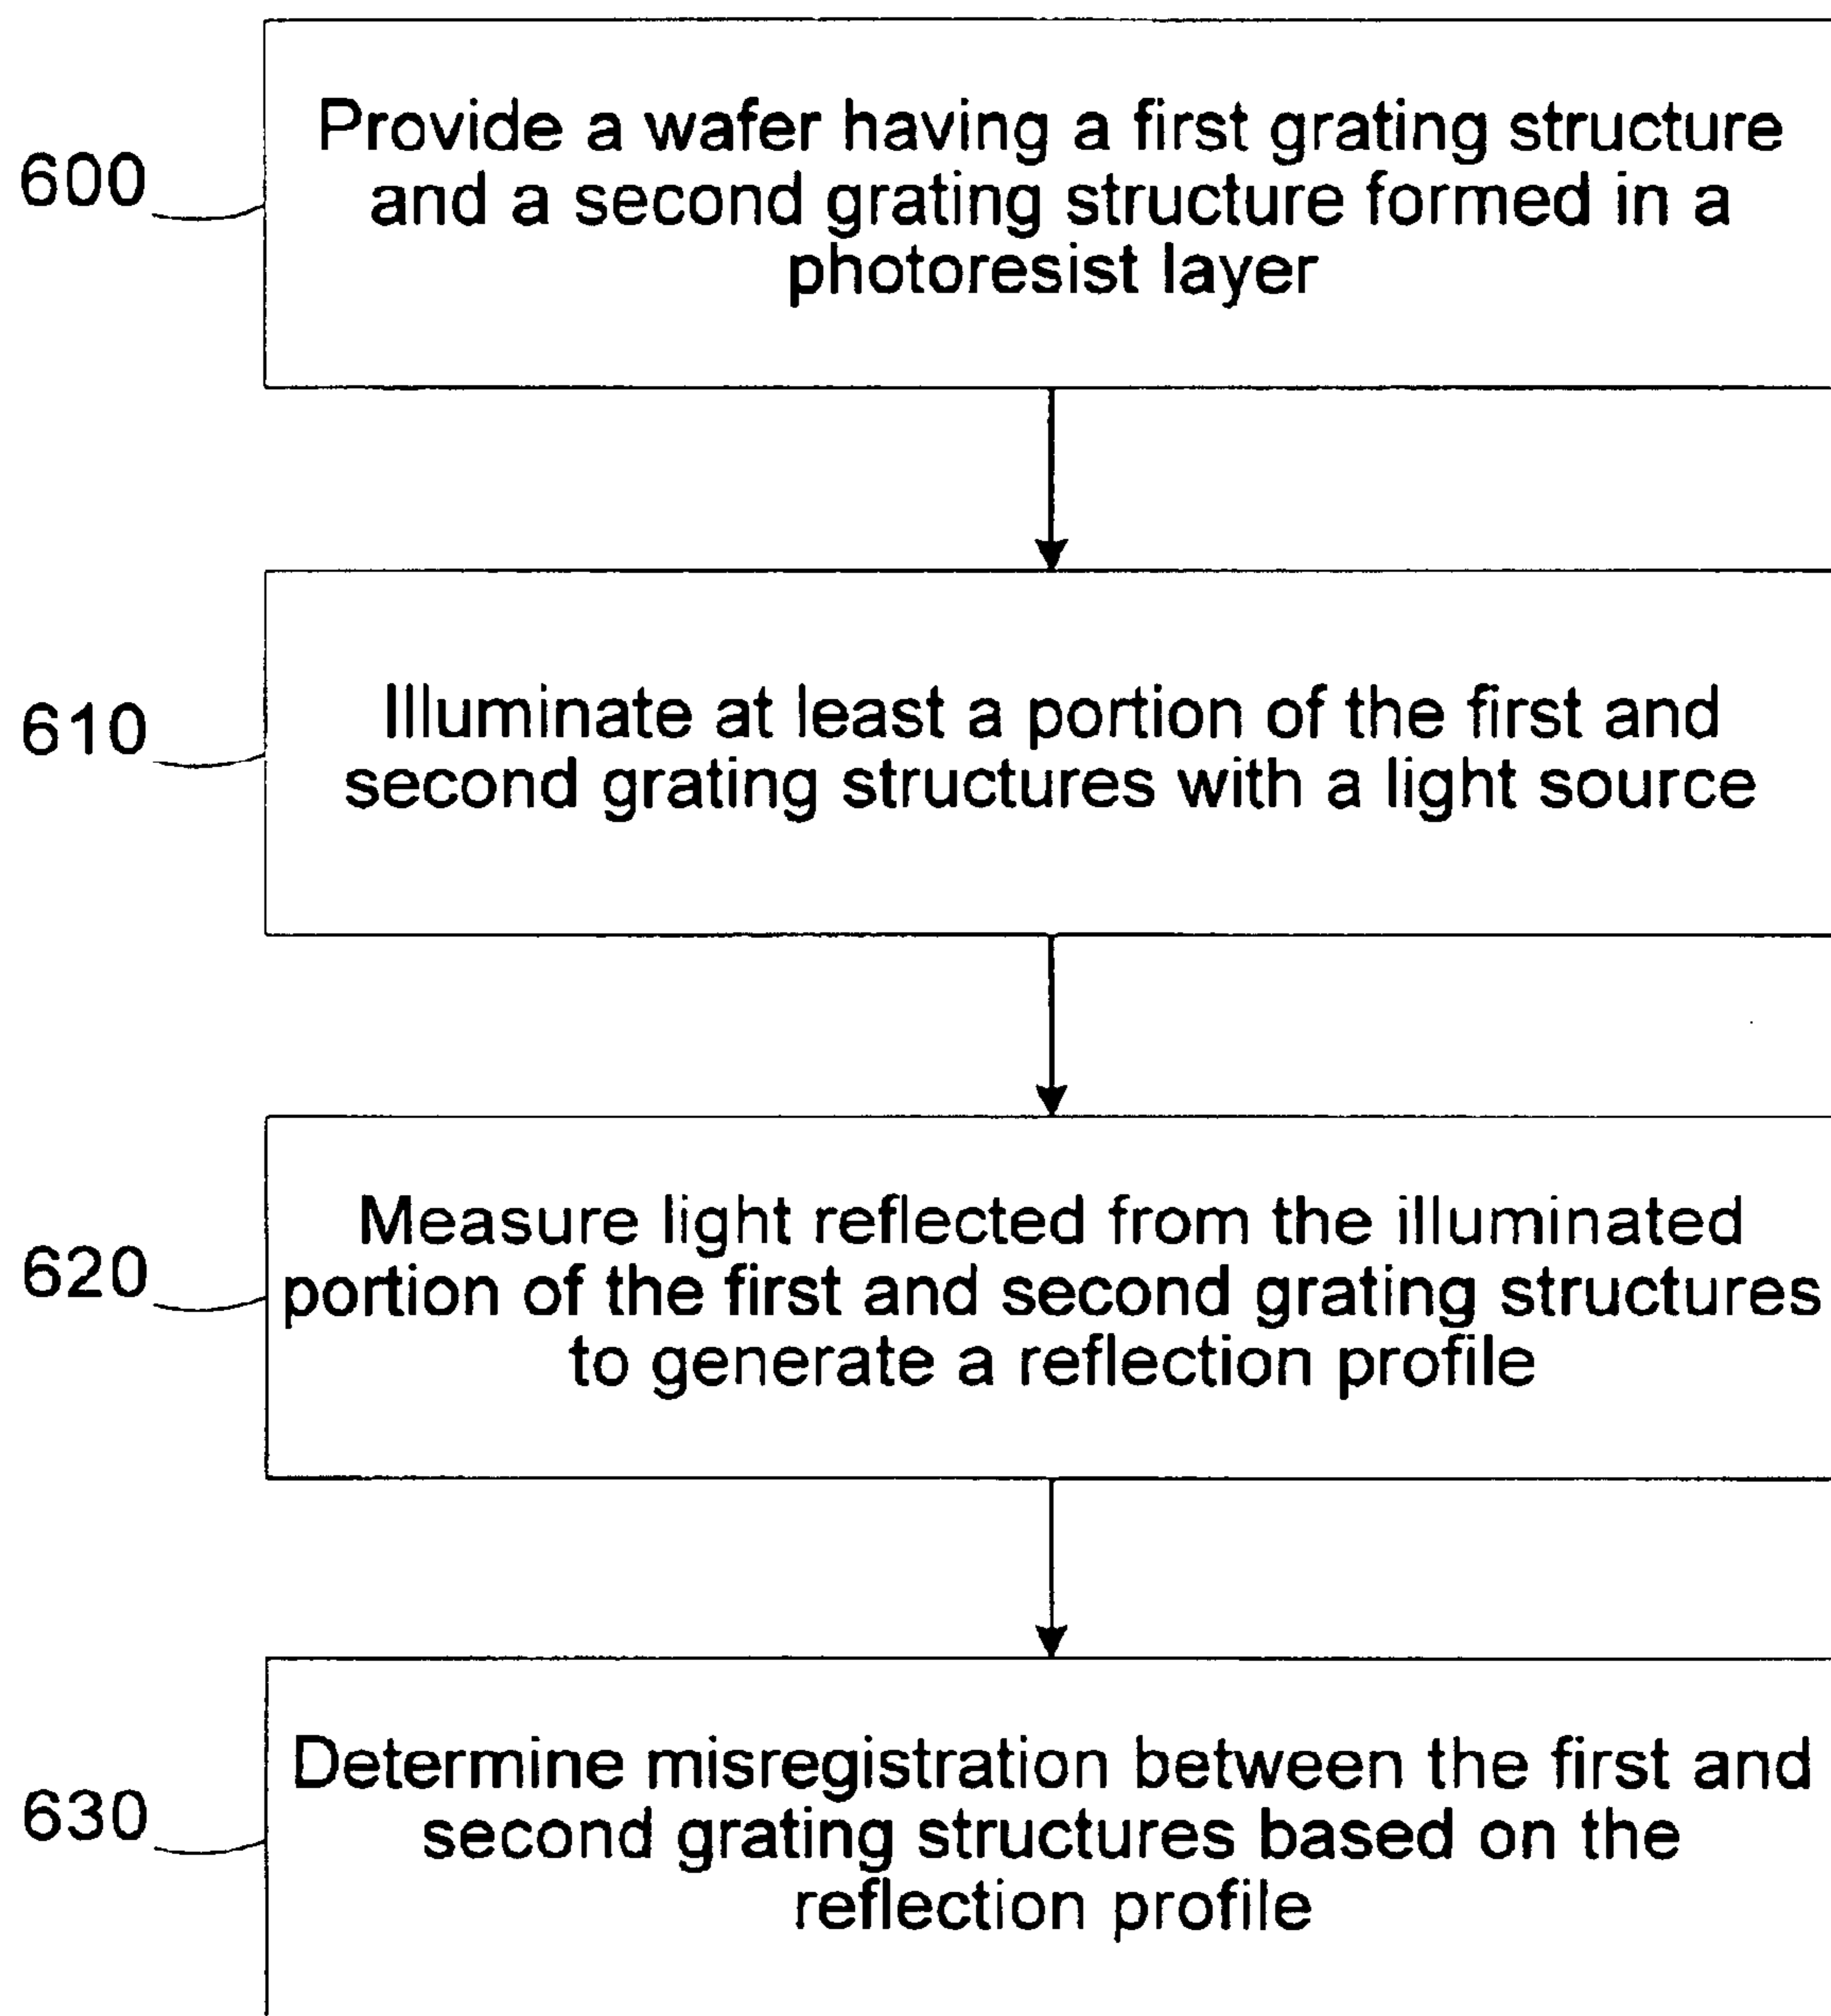 600
Provide a wafer having a first grating structure
and a second grating structure formed in a
photoresist layer
610
Illuminate at least a portion of the first and
second grating structures with a light source
620
Measure light reflected from the illuminated
portion of the first and second grating structures
to generate a reflection profile
630
Determine misregistration between the first and
second grating structures based on the
reflection profile